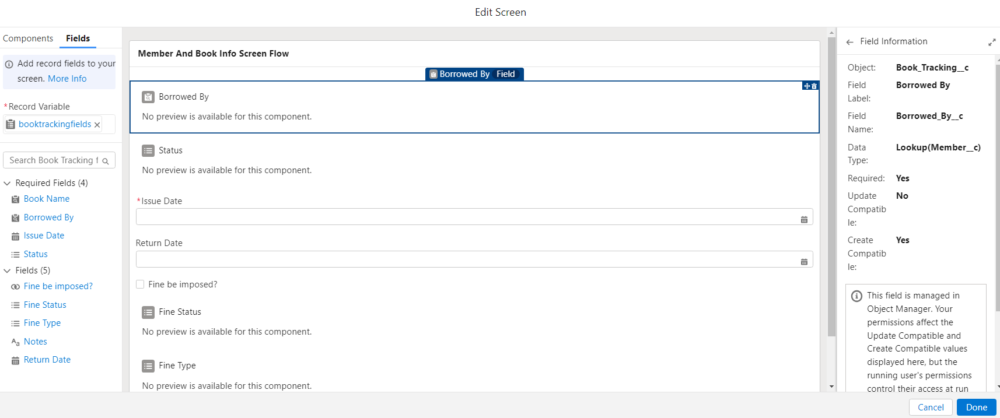 Edit Screen
Components Fields
Add record fields to your
screen. More Info
*Record Variable
booktrackingfields
Search Book Tracking f
Required Fields (4)
Book Name
Borrowed By
Issue Date
Status
Fields (5)
Fine be imposed?
Fine Status
Fine Type
Notes
Return Date
Member And Book Info Screen Flow
Borrowed By Field
Borrowed By
No preview is available for this component.
Status
No preview is available for this component.
*Issue Date
Return Date
Fine be imposed?
Fine Status
No preview is available for this component.
Fine Type
No preview is available for this component.
Field Information
Object: Book_Tracking__c
Field Borrowed By
Label:
Field Borrowed_By__c
Name:
Data Lookup(Member__c)
Type:
Required: Yes
Update No
Compatib
le:
Create Yes
Compatib
le:
This field is managed in
Object Manager. Your
permissions affect the
Update Compatible and
Create Compatible values
displayed here, but the
running user's permissions
control their access at run
Cancel Done